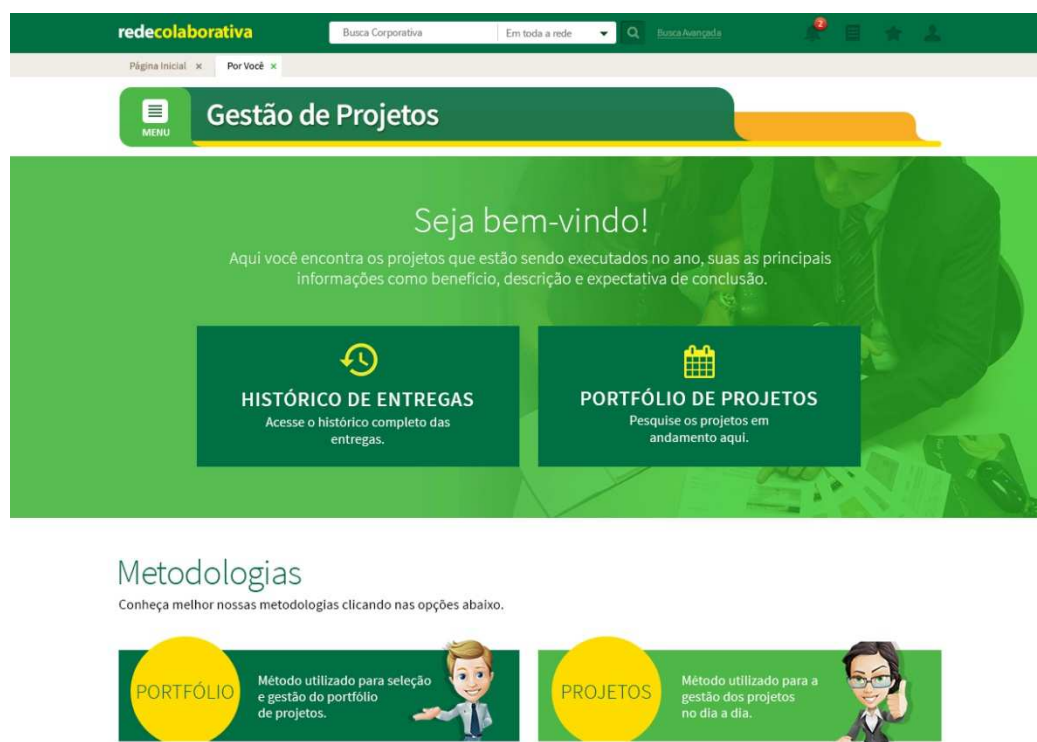 redecolaborativa
Busca Corporativa
Em toda a rede
Busca Avançada
2
Página Inicial x
Por Você x
MENU
Gestão de Projetos
Seja bem-vindo!
Aqui você encontra os projetos que estão sendo executados no ano, suas as principais
informações como beneficio, descrição e expectativa de conclusão.
HISTÓRICO DE ENTREGAS
Acesse o histórico completo das
entregas.
PORTFÓLIO DE PROJETOS
Pesquise os projetos em
andamento aqui.
Metodologias
Conheça melhor nossas metodologias clicando nas opções abaixo.
PORTFÓLIO
Método utilizado para seleção
e gestão do portfólio
de projetos.
PROJETOS
Método utilizado para a
gestão dos projetos
no dia a dia.